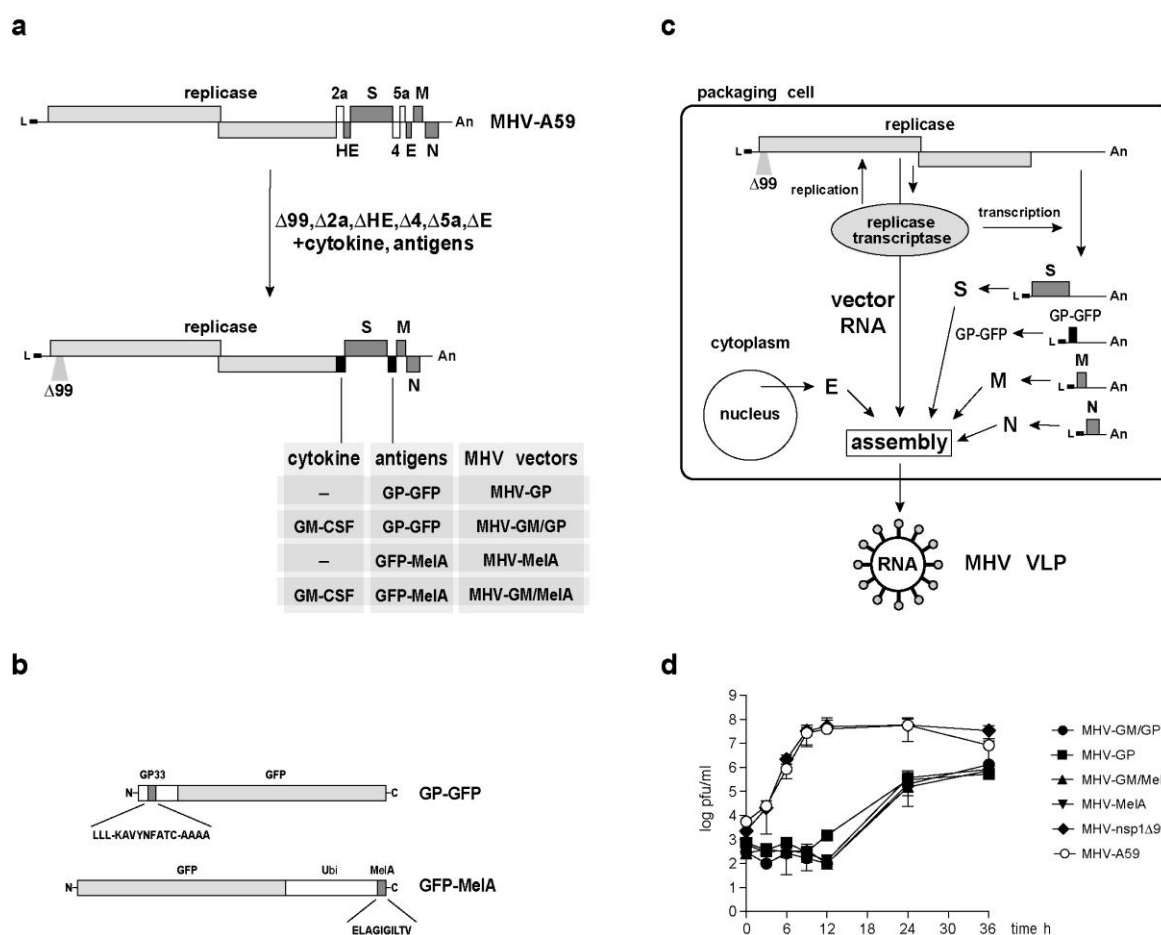 a
replicase 2a S 5a M
L An MHV-A59
HE 4 E N
Δ99,Δ2a,ΔHE,Δ4,Δ5a,ΔE
+cytokine, antigens
replicase S M
L An
Δ99 N
cytokine antigens MHV vectors
– GP-GFP MHV-GP
GM-CSF GP-GFP MHV-GM/GP
– GFP-MelA MHV-MelA
GM-CSF GFP-MelA MHV-GM/MelA
b
GP33 GFP
N C GP-GFP
LLL-KAVYNFATC-AAAA
GFP Ubi MelA
N C GFP-MelA
ELAGIGILTV
c
packaging cell
replicase
L An
Δ99
replication
replicase
transcriptase
transcription
S
S L An
vector
RNA
GP-GFP
GP-GFP L An
cytoplasm
M
E M L An
nucleus
N
N L An
assembly
RNA MHV VLP
d
9
8
7
6
5
4
3
2
1
0
log pfu/ml
0 6 12 18 24 30 36 time h
MHV-GM/GP
MHV-GP
MHV-GM/Mel
MHV-MelA
MHV-nsp1Δ9
MHV-A59